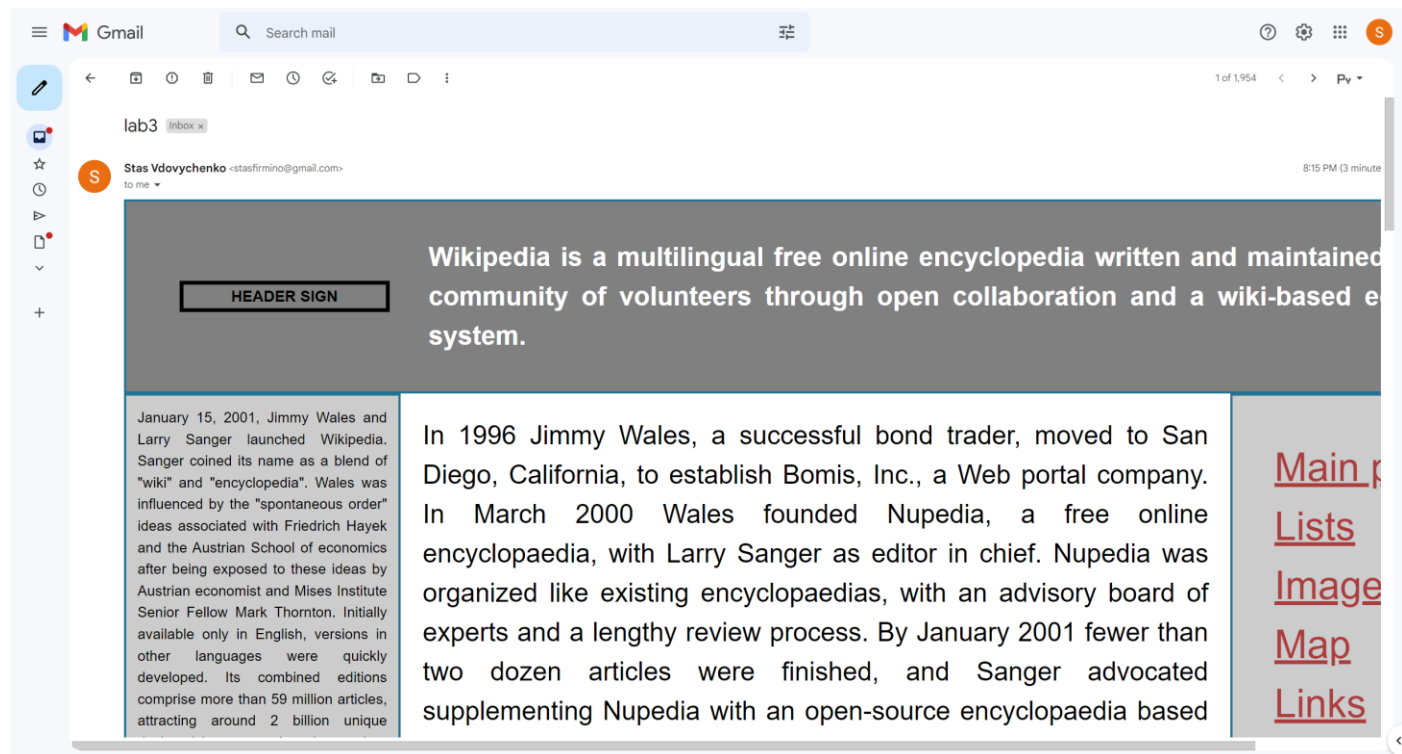 Gmail
Search mail
S
1 of 1,954
lab3 Inbox x
S
Stas Vdovychenko <stasfirmino@gmail.com>
8:15 PM (3 minute
to me
HEADER SIGN
Wikipedia is a multilingual free online encyclopedia written and maintained
community of volunteers through open collaboration and a wiki-based e
system.
January 15, 2001, Jimmy Wales and
Larry Sanger launched Wikipedia.
Sanger coined its name as a blend of
"wiki" and "encyclopedia". Wales was
influenced by the "spontaneous order"
ideas associated with Friedrich Hayek
and the Austrian School of economics
after being exposed to these ideas by
Austrian economist and Mises Institute
Senior Fellow Mark Thornton. Initially
available only in English, versions in
other languages were quickly
developed. Its combined editions
comprise more than 59 million articles,
attracting around 2 billion unique
In 1996 Jimmy Wales, a successful bond trader, moved to San
Diego, California, to establish Bomis, Inc., a Web portal company.
In March 2000 Wales founded Nupedia, a free online
encyclopaedia, with Larry Sanger as editor in chief. Nupedia was
organized like existing encyclopaedias, with an advisory board of
experts and a lengthy review process. By January 2001 fewer than
two dozen articles were finished, and Sanger advocated
supplementing Nupedia with an open-source encyclopaedia based
Main p
Lists
Image
Map
Links